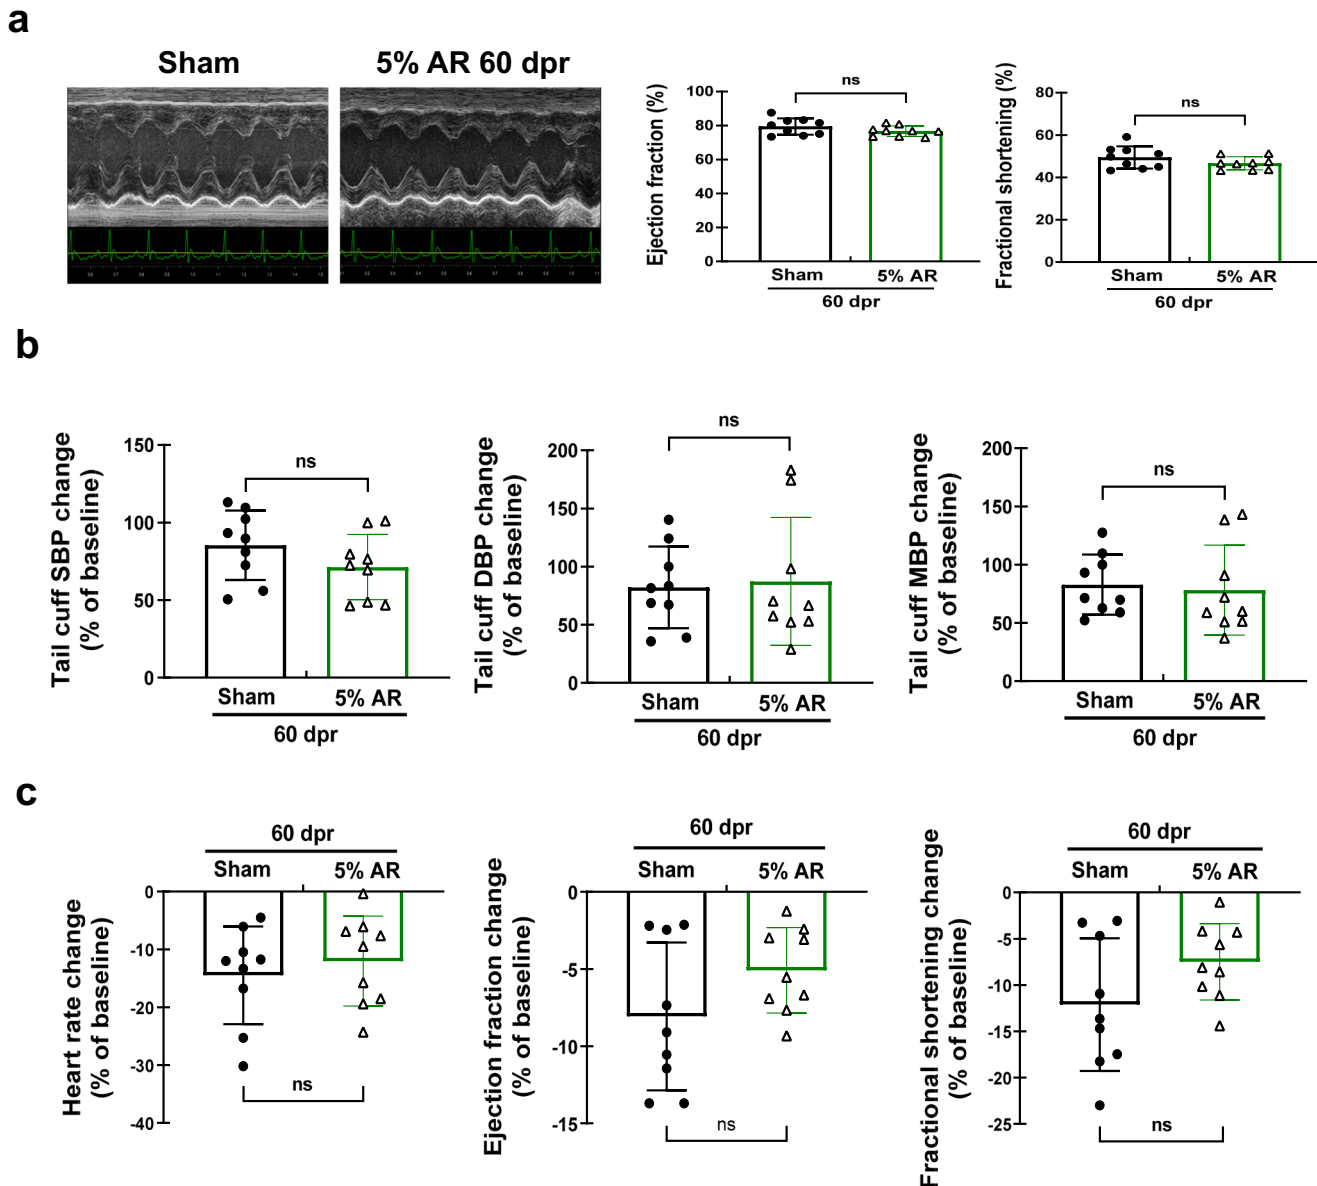 a
Sham
5% AR 60 dpr
Ejection fraction (%)
100
80
60
40
20
0
ns
Sham
5% AR
60 dpr
Fractional shortening (%)
80
60
40
20
0
ns
Sham
5% AR
60 dpr
b
Tail cuff SBP change
(% of baseline)
150
100
50
0
ns
Sham
5% AR
60 dpr
Tail cuff DBP change
(% of baseline)
200
150
100
50
0
ns
Sham
5% AR
60 dpr
Tail cuff MBP change
(% of baseline)
200
150
100
50
0
ns
Sham
5% AR
60 dpr
c
60 dpr
Sham
5% AR
Heart rate change
(% of baseline)
0
-10
-20
-30
-40
ns
60 dpr
Sham
5% AR
Ejection fraction change
(% of baseline)
0
-5
-10
-15
ns
60 dpr
Sham
5% AR
Fractional shortening change
(% of baseline)
0
-5
-10
-15
-20
-25
ns